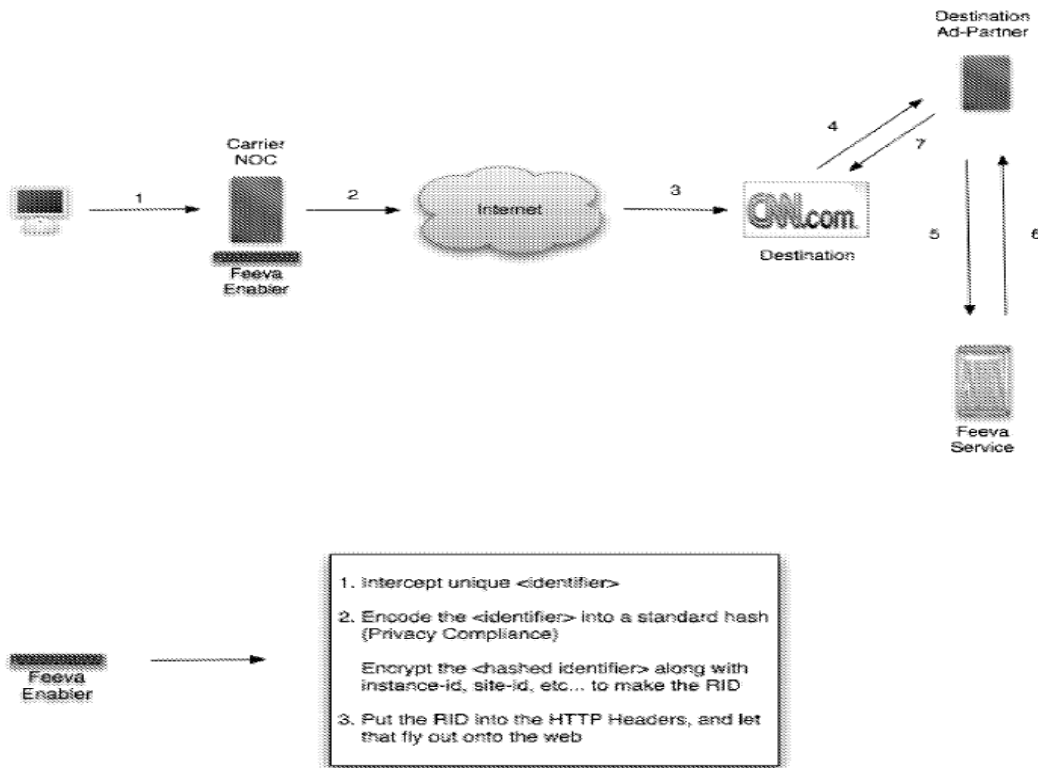 Destination
Ad-Partner
Carrier
NOC
1
2
Internet
3
4
7
CNN.com
Destination
5
6
Feeva
Enabler
Feeva
Service
1. Intercept unique <identifier>
2. Encode the <identifier> into a standard hash
(Privacy Compliance)
Encrypt the <hashed identifier> along with
instance-id, site-id, etc... to make the RID
3. Put the RID into the HTTP Headers, and let
that fly out onto the web
Feeva
Enabler